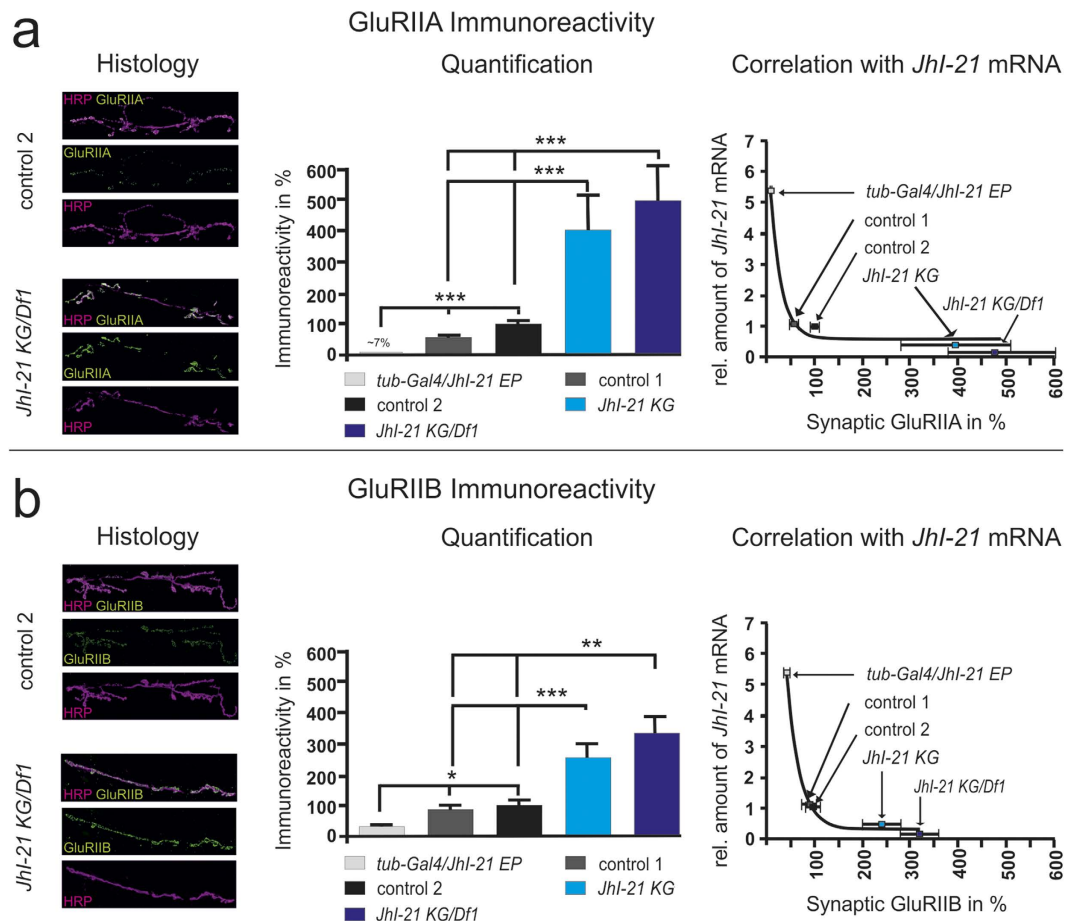 a
GluRIIA Immunoreactivity
Histology
Quantification
Correlation with JhI-21 mRNA
control 2
HRP GluRIIA
GluRIIA
HRP
JhI-21 KG/Df1
HRP GluRIIA
GluRIIA
HRP
Immunoreactivity in %
600
500
400
300
200
100
0
~7%
***
***
***
tub-Gal4/JhI-21 EP
control 1
control 2
JhI-21 KG
JhI-21 KG/Df1
rel. amount of JhI-21 mRNA
7
6
5
4
3
2
1
0
tub-Gal4/JhI-21 EP
control 1
control 2
JhI-21 KG
JhI-21 KG/Df1
100
200
300
400
500
600
Synaptic GluRIIA in %
b
GluRIIB Immunoreactivity
Histology
Quantification
Correlation with JhI-21 mRNA
control 2
HRP GluRIIB
GluRIIB
HRP
JhI-21 KG/Df1
HRP GluRIIB
GluRIIB
HRP
Immunoreactivity in %
600
500
400
300
200
100
0
*
***
**
tub-Gal4/JhI-21 EP
control 1
control 2
JhI-21 KG
JhI-21 KG/Df1
rel. amount of JhI-21 mRNA
7
6
5
4
3
2
1
0
tub-Gal4/JhI-21 EP
control 1
control 2
JhI-21 KG
JhI-21 KG/Df1
100
200
300
400
500
600
Synaptic GluRIIB in %